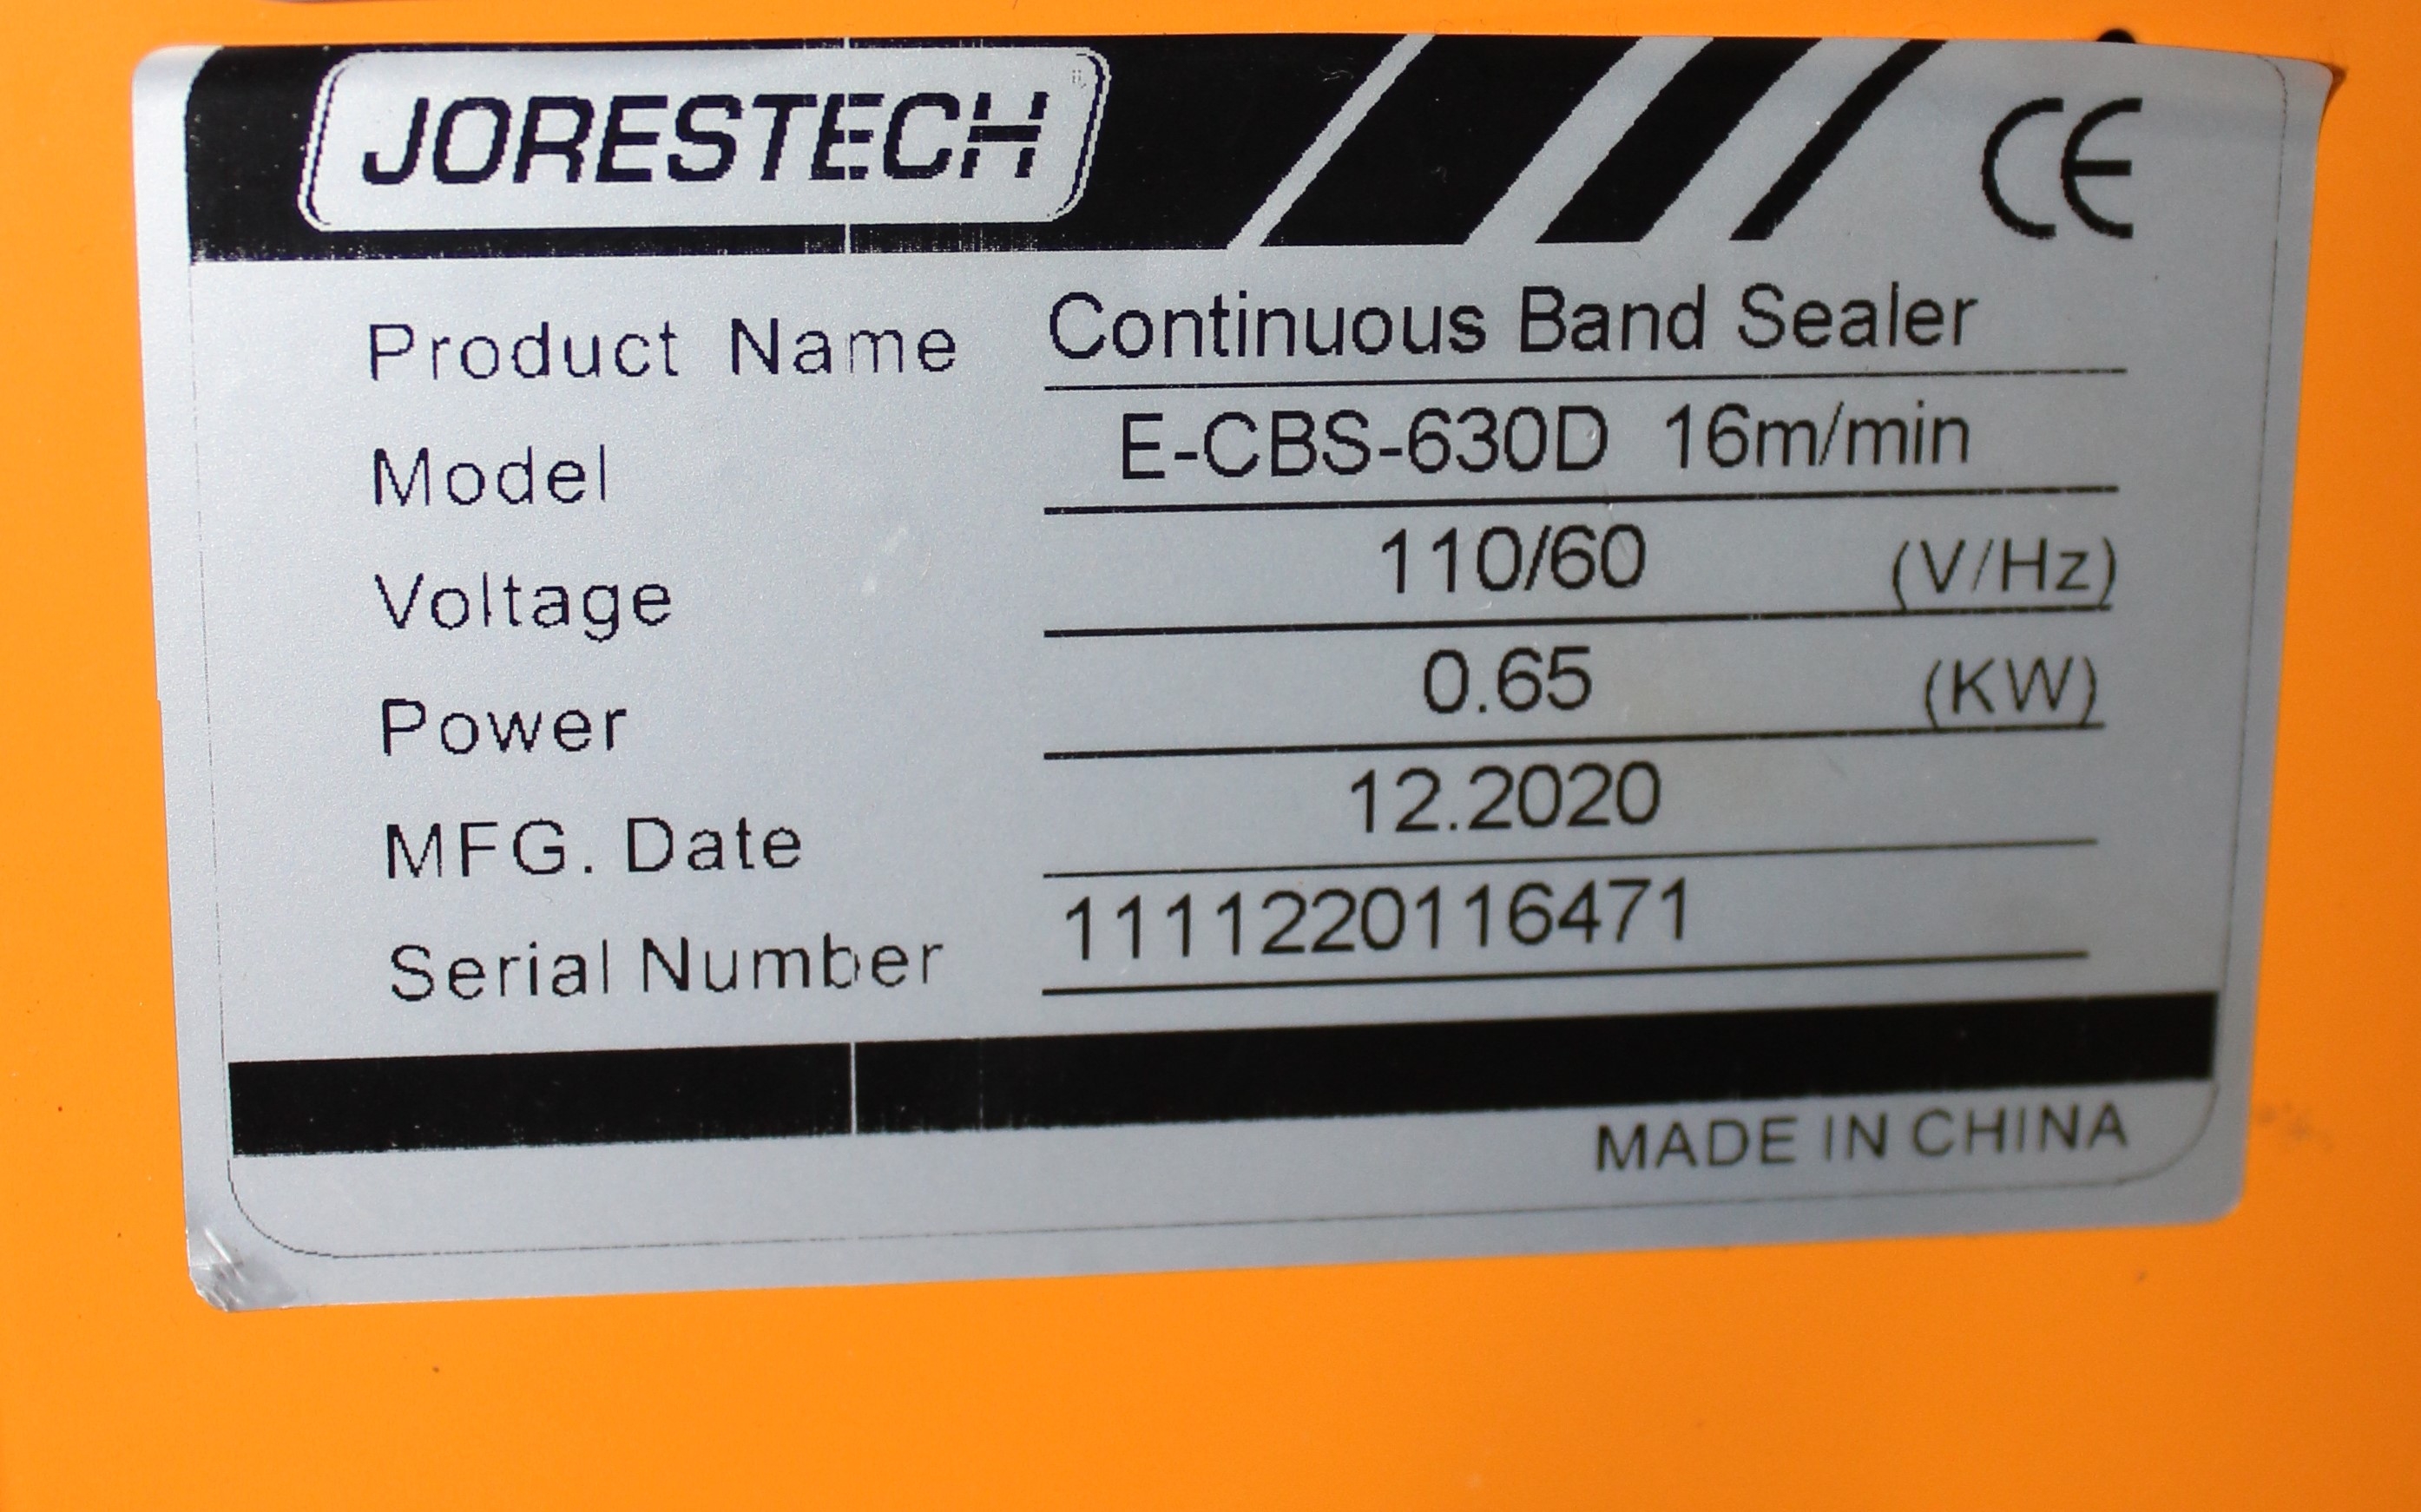 JORESTECH
CE
Product Name Continuous Band Sealer
Model E-CBS-630D 16m/min
Voltage 110/60 (V/Hz)
Power 0.65 (KW)
MFG. Date 12.2020
Serial Number 1111220116471
MADE IN CHINA